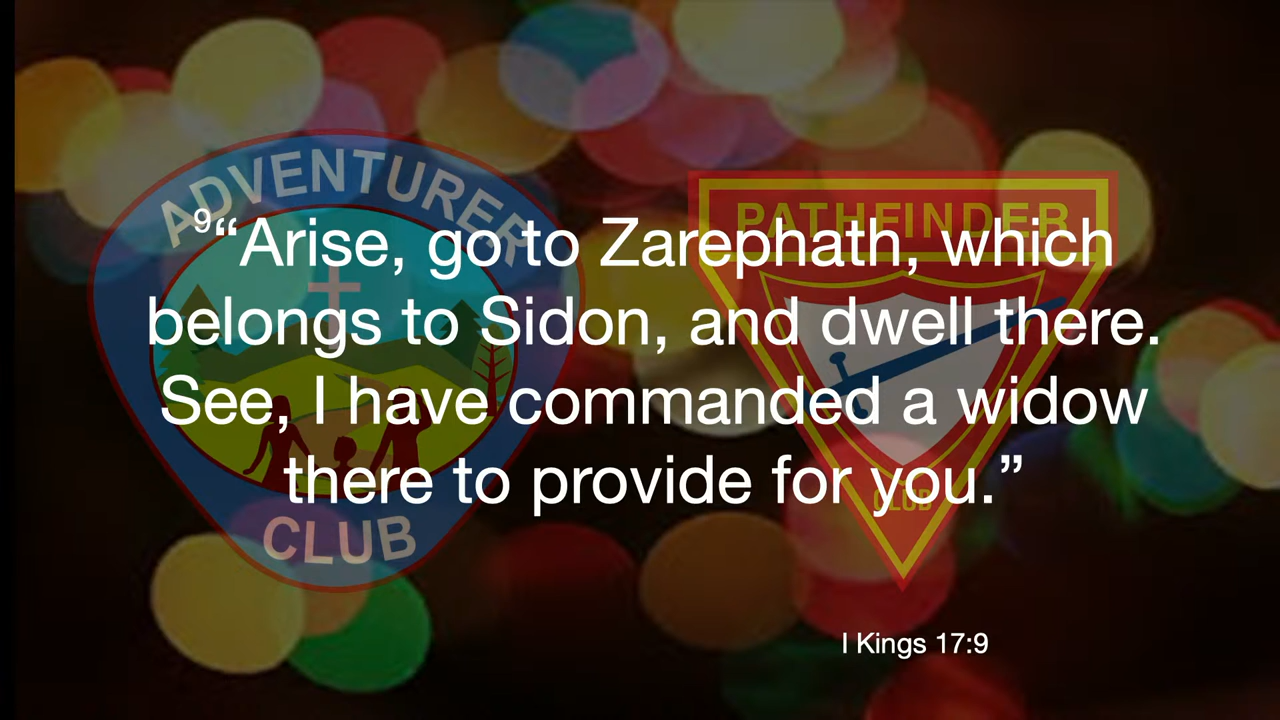 ADVENTURER
CLUB
PATHFINDER
CLUB
9“Arise, go to Zarephath, which
belongs to Sidon, and dwell there.
See, I have commanded a widow
there to provide for you.”
I Kings 17:9